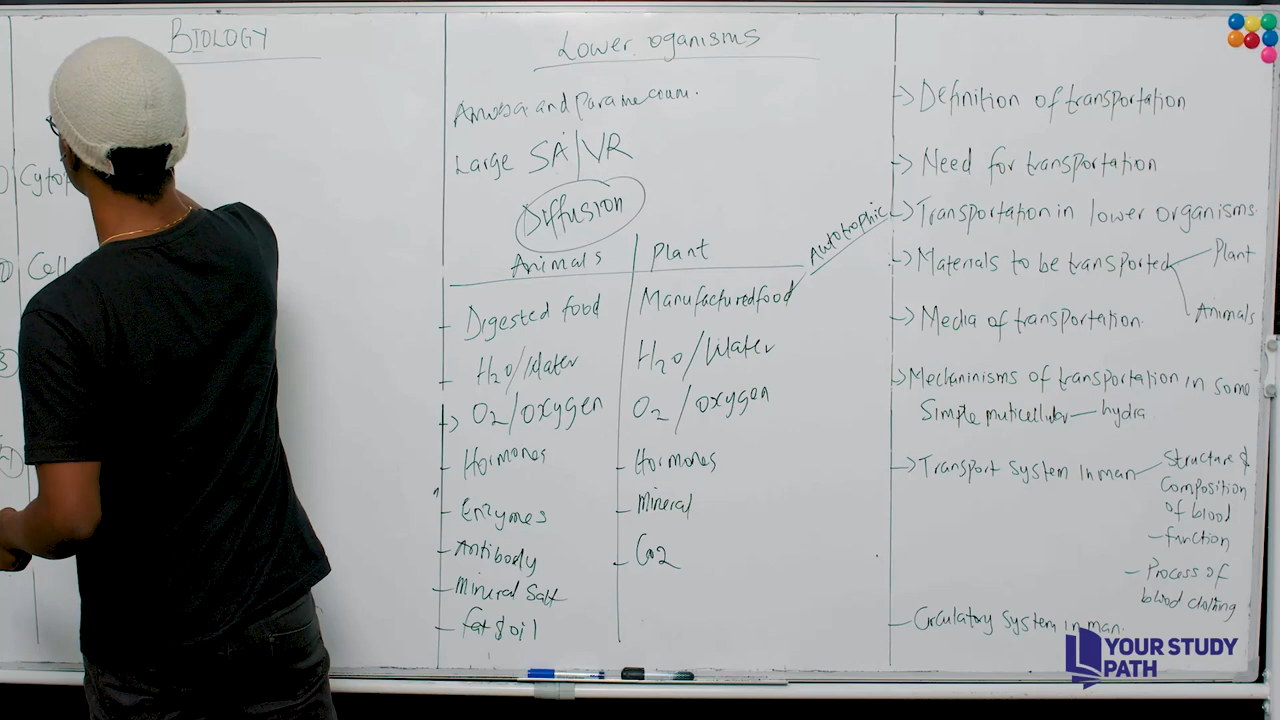 BIOLOGY
Cytop
Cell
Lower oganisms
Amoeba and Paramecium.
Large SA/VR
Diffusion
Animals
Plant
- Digested food
Manufacturedfood
Autotrophic
- H2O/Water
H2O/Water
-> O2/oxygen
O2/oxygen
Hormones
- Hormones
- Enzymes
- Mineral
- Antibody
- Co2
- Mineral Salt
- Fat & oil
-> Definition of transportation
-> Need for transportation
-> Transportation in lower organisms.
-> Materials to be transported
Plant
Animals
-> Media of transportation.
-> Mechaninisms of transportation in some
Simple muticellular — hydra
-> Transport system in man
Structure &
Composition
of blood
- function
- Process of
blood clotting
- Circulatory system in man.
YOUR STUDY
PATH